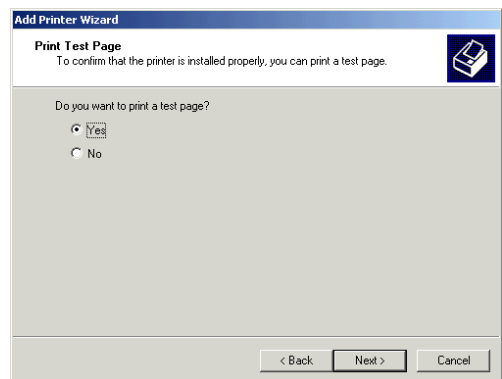 Add Printer Wizard
Print Test Page
To confirm that the printer is installed properly, you can print a test page.
Do you want to print a test page?
Yes
No
< Back
Next >
Cancel